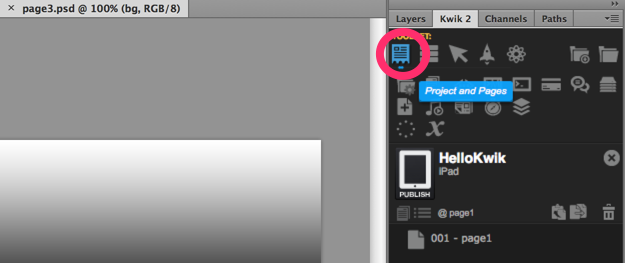 × page3.psd @ 100% (bg, RGB/8)
Layers Kwik 2 Channels Paths
TOOLSET:
Project and Pages
HelloKwik
iPad
PUBLISH
@ page1
001 - page1